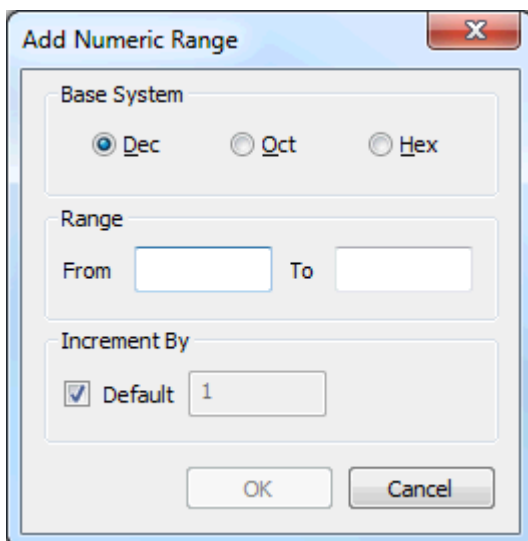 Add Numeric Range
Base System
Dec Oct Hex
Range
From To
Increment By
Default 1
OK Cancel